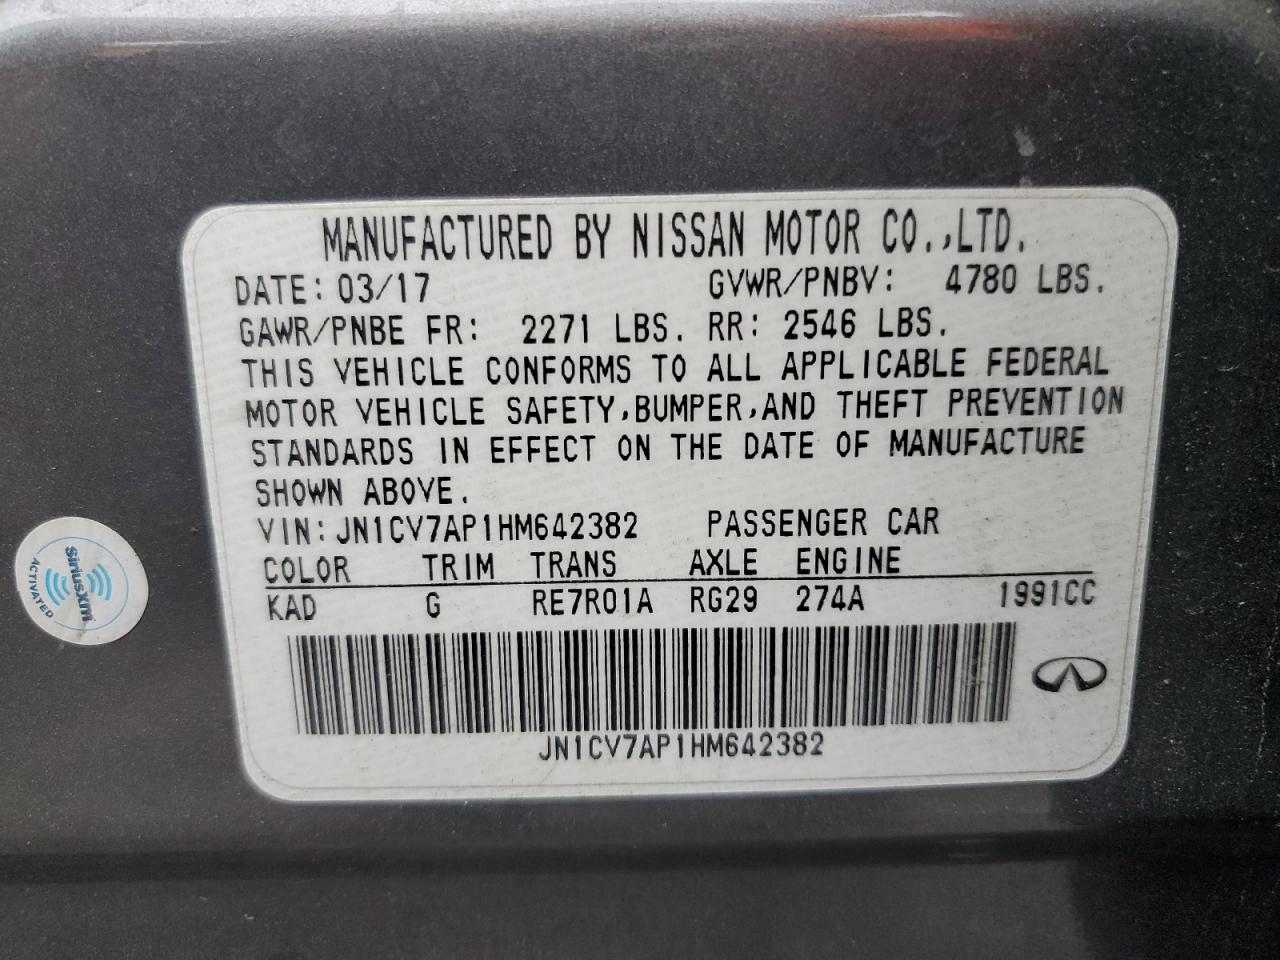 MANUFACTURED BY NISSAN MOTOR CO.,LTD.
DATE: 03/17 GVWR/PNBV: 4780 LBS.
GAWR/PNBE FR: 2271 LBS. RR: 2546 LBS.
THIS VEHICLE CONFORMS TO ALL APPLICABLE FEDERAL
MOTOR VEHICLE SAFETY,BUMPER,AND THEFT PREVENTION
STANDARDS IN EFFECT ON THE DATE OF MANUFACTURE
SHOWN ABOVE.
VIN:JN1CV7AP1HM642382 PASSENGER CAR
COLOR TRIM TRANS AXLE ENGINE
KAD G RE7R01A RG29 274A 1991CC
JN1CV7AP1HM642382
SiriusXM
ACTIVATED